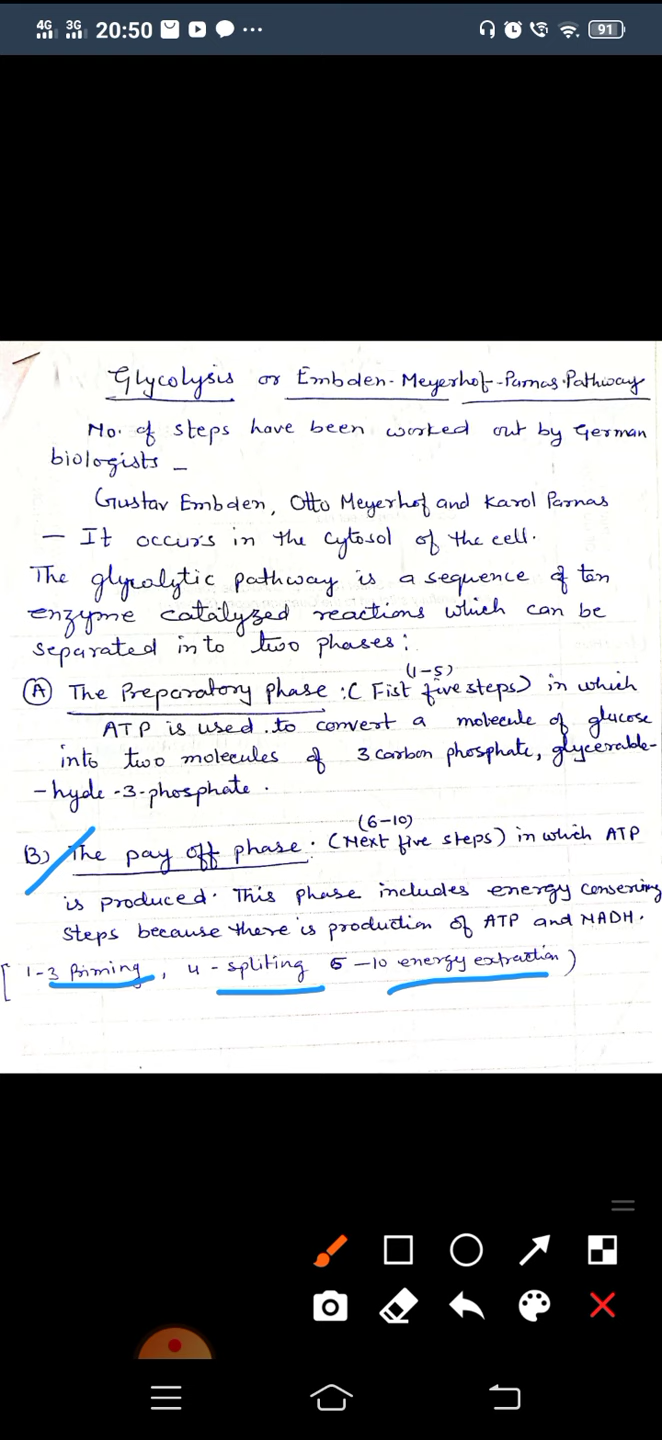 4G 3G 20:50 91
Glycolysis or Embden-Meyerhof-Parnas Pathway
No. of steps have been worked out by German
biologists -
Gustav Embden, Otto Meyerhof and Karol Parnas
- It occurs in the cytosol of the cell.
The glycolytic pathway is a sequence of ten
enzyme catalyzed reactions which can be
separated in to two phases:
(1-5)
(A) The Preparatory phase :( Fist five steps) in which
ATP is used to convert a molecule of glucose
into two molecules of 3 carbon phosphate, glycerable-
-hyde-3-phosphate.
(6-10)
B) The pay off phase. (Next five steps) in which ATP
is produced. This phase includes energy conserving
steps because there is production of ATP and NADH.
[ 1-3 Priming, 4 - spliting 5 -10 energy extraction )